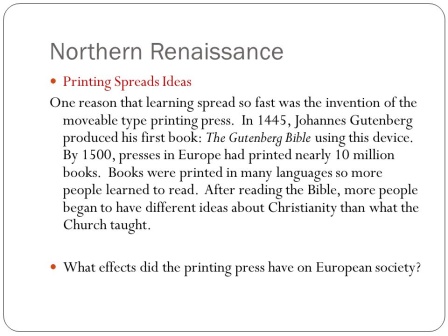 Northern Renaissance
• Printing Spreads Ideas
One reason that learning spread so fast was the invention of the
moveable type printing press. In 1445, Johannes Gutenberg
produced his first book: The Gutenberg Bible using this device.
By 1500, presses in Europe had printed nearly 10 million
books. Books were printed in many languages so more
people learned to read. After reading the Bible, more people
began to have different ideas about Christianity than what the
Church taught.
• What effects did the printing press have on European society?